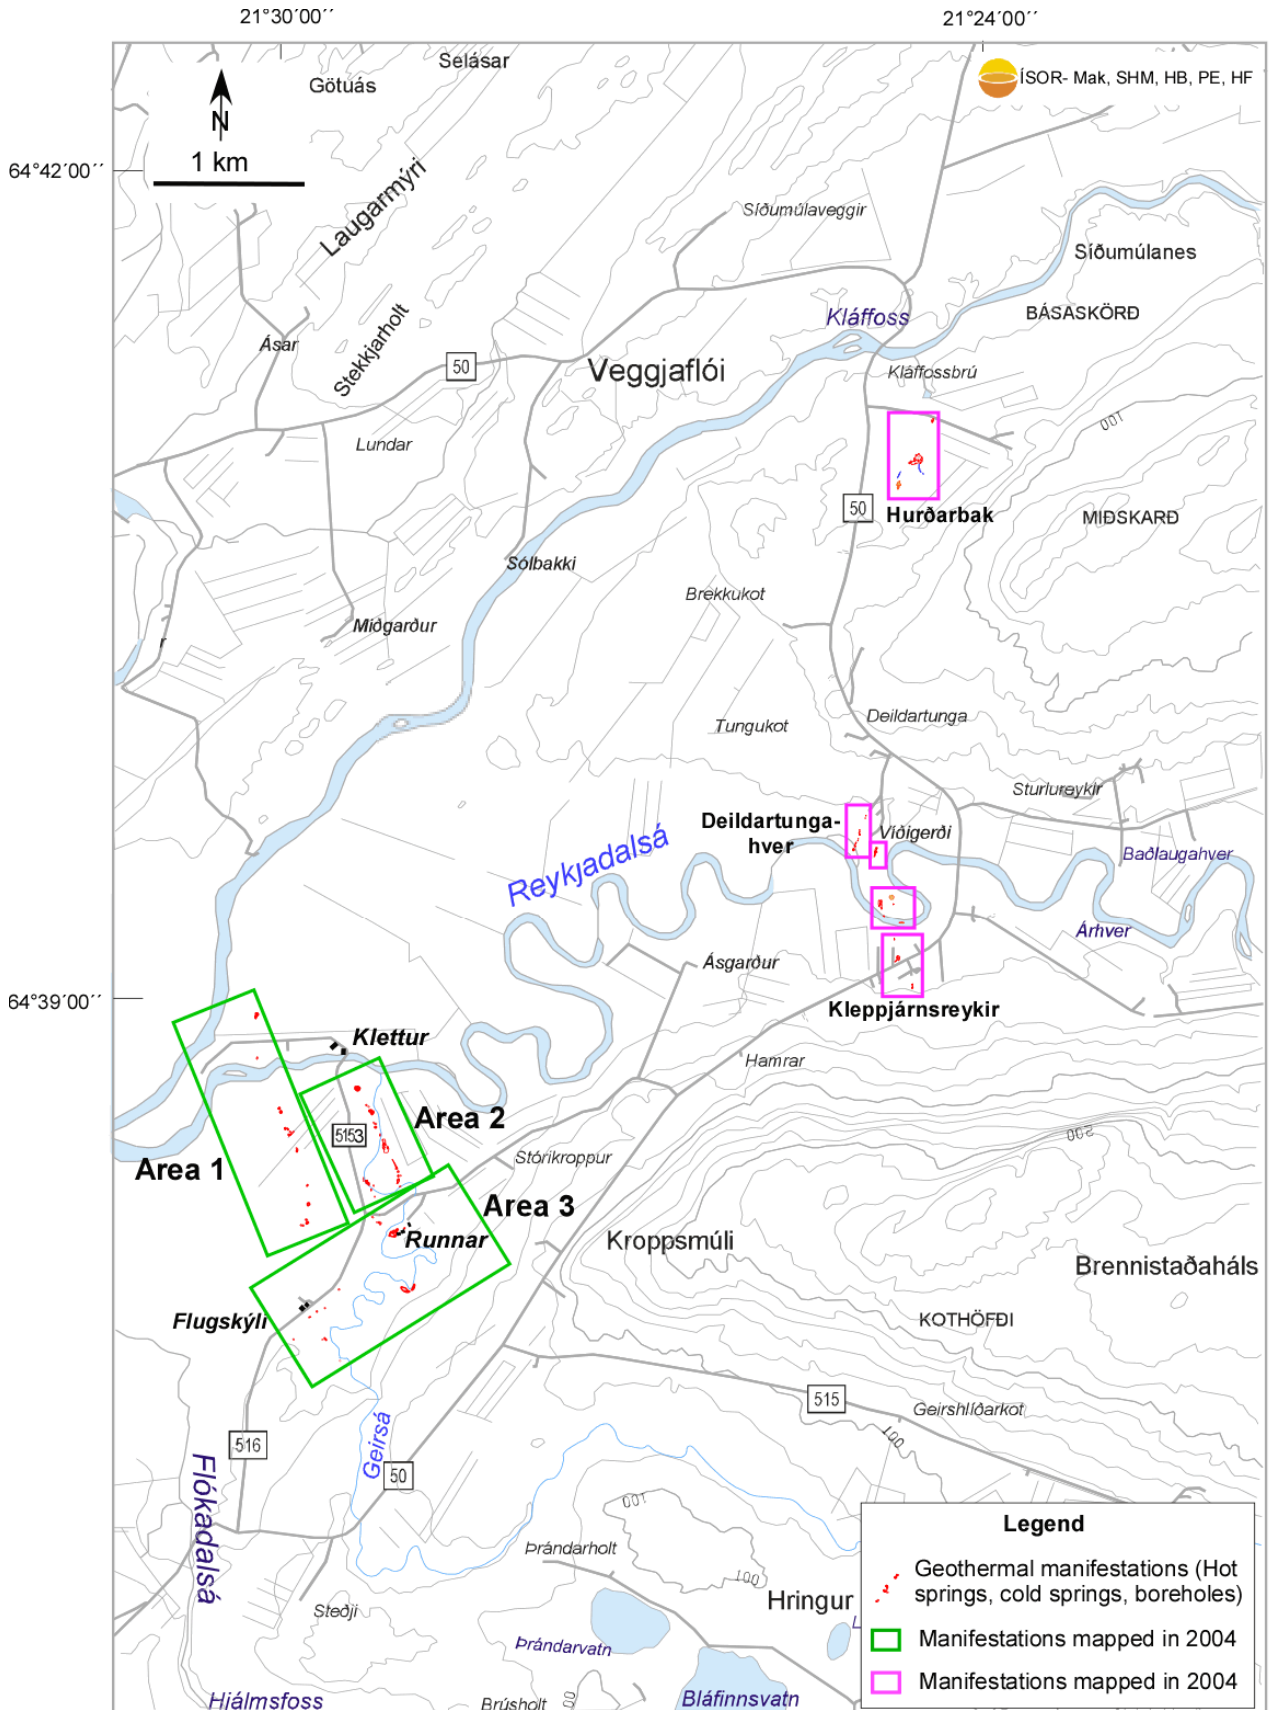 21°30´00´´
21°24´00´´
Selásar
Götuás
ÍSOR- Mak, SHM, HB, PE, HF
N
1 km
64°42´00´´
Laugarmýri
Síðumúlaveggir
Síðumúlanes
BÁSASKÖRÐ
Kláffoss
Ásar
Stekkjarholt
50
Veggjaflói
Kláffossbrú
100
Lundar
50
Hurðarbak
MIÐSKARÐ
Sólbakki
Brekkukot
Miðgarður
r
Deildartunga
Tungukot
Sturlureykir
Deildartunga-
hver
Víðigerði
Reykjadalsá
Baðlaugahver
Árhver
Ásgarður
64°39´00´´
Kleppjárnsreykir
Klettur
Hamrar
Area 2
5153
200
Area 1
Stórikroppur
Area 3
Runnar
Kroppsmúli
Brennistaðaháls
Flugskýli
KOTHÖFÐI
515
Geirshlíðarkot
100
Geirsá
516
50
Flókadalsá
100
Legend
Þrándarholt
Geothermal manifestations (Hot
springs, cold springs, boreholes)
100
Hringur
Steðji
L
Manifestations mapped in 2004
Þrándarvatn
Manifestations mapped in 2004
Hjálmsfoss
Brúsholt
00
Bláfinnsvatn